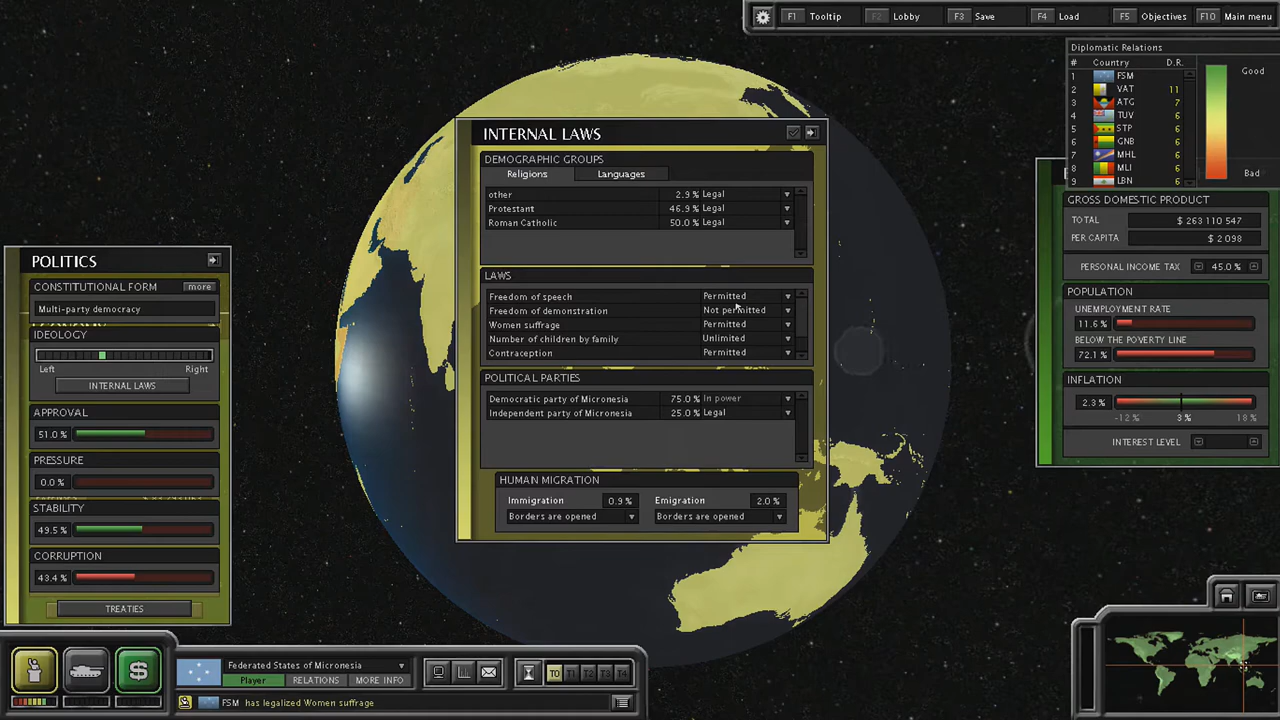 F1 Tooltip F2 Lobby F3 Save F4 Load F5 Objectives F10 Main menu
Diplomatic Relations
# Country D.R.
1 FSM
2 VAT 11
3 ATG 7
4 TUV 6
5 STP 6
6 GNB 6
7 MHL 6
8 MLI 6
9 LBN 6
Good
Bad
INTERNAL LAWS
DEMOGRAPHIC GROUPS
Religions Languages
other 2.9 % Legal
Protestant 46.9 % Legal
Roman Catholic 50.0 % Legal
LAWS
Freedom of speech Permitted
Freedom of demonstration Not permitted
Women suffrage Permitted
Number of children by family Unlimited
Contraception Permitted
POLITICAL PARTIES
Democratic party of Micronesia 75.0 % In power
Independent party of Micronesia 25.0 % Legal
HUMAN MIGRATION
Immigration 0.9 % Emigration 2.0 %
Borders are opened Borders are opened
POLITICS
CONSTITUTIONAL FORM more
Multi-party democracy
IDEOLOGY
Left Right
INTERNAL LAWS
APPROVAL
51.0 %
PRESSURE
0.0 %
STABILITY
49.5 %
CORRUPTION
43.4 %
TREATIES
GROSS DOMESTIC PRODUCT
TOTAL $ 263 110 547
PER CAPITA $ 2 098
PERSONAL INCOME TAX 45.0 %
POPULATION
UNEMPLOYMENT RATE
11.6 %
BELOW THE POVERTY LINE
72.1 %
INFLATION
2.3 %
-12 % 3 % 18 %
INTEREST LEVEL
Federated States of Micronesia
Player RELATIONS MORE INFO
T0 T1 T2 T3 T4
FSM has legalized Women suffrage